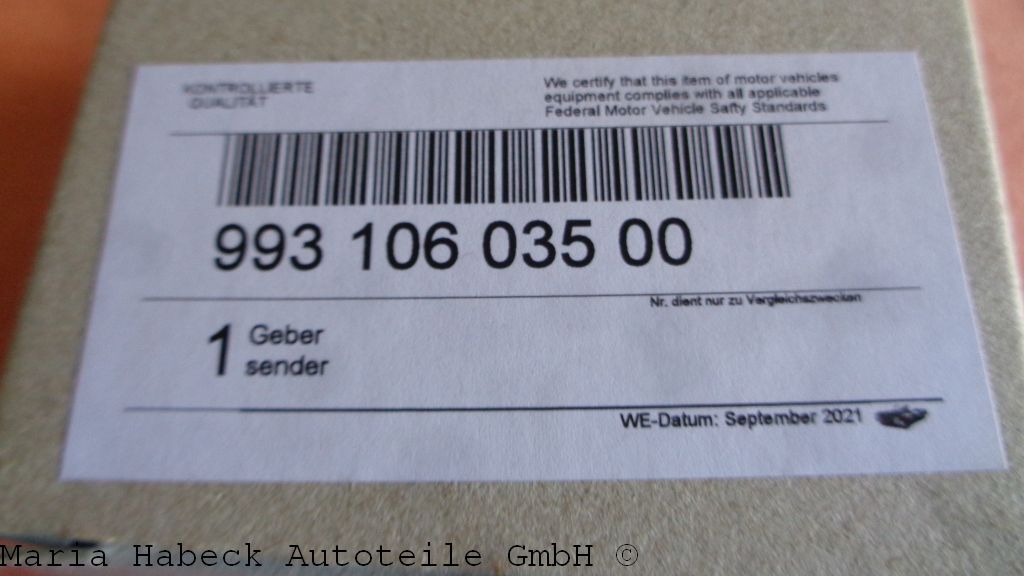 KONTROLLIERTE
QUALITÄT
We certify that this item of motor vehicles
equipment complies with all applicable
Federal Motor Vehicle Safty Standards
993 106 035 00
Nr. dient nur zu Vergleichszwecken
1 Geber
sender
WE-Datum: September 2021
Maria Habeck Autoteile GmbH ©